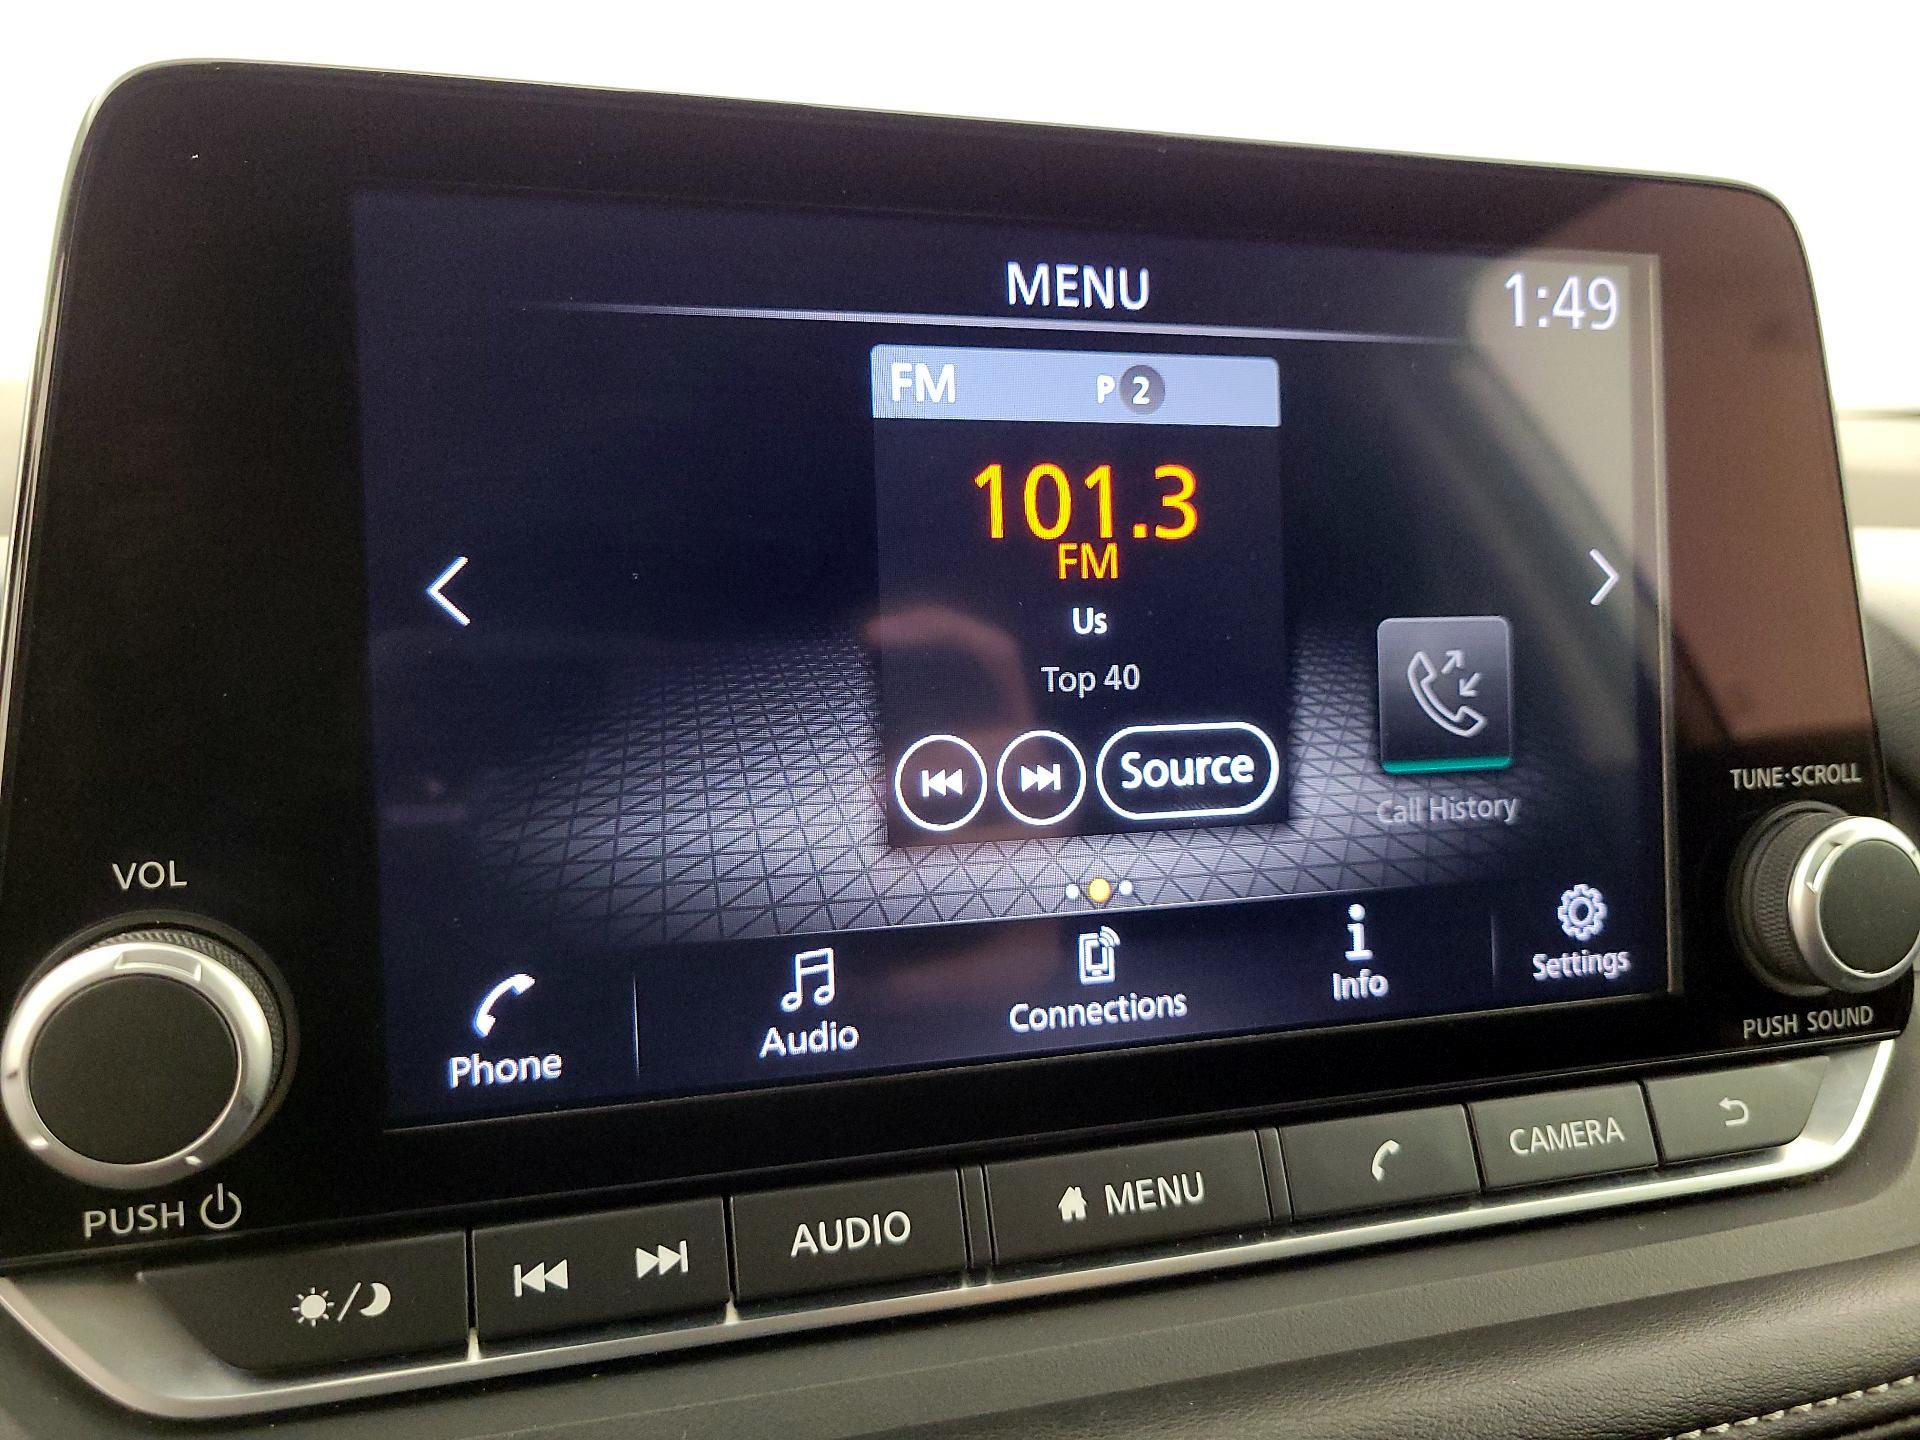 MENU
1:49
FM P 2
101.3
FM
Us
Top 40
Source
Call History
Phone
Audio
Connections
Info
Settings
VOL
PUSH
TUNE·SCROLL
PUSH SOUND
AUDIO
MENU
CAMERA